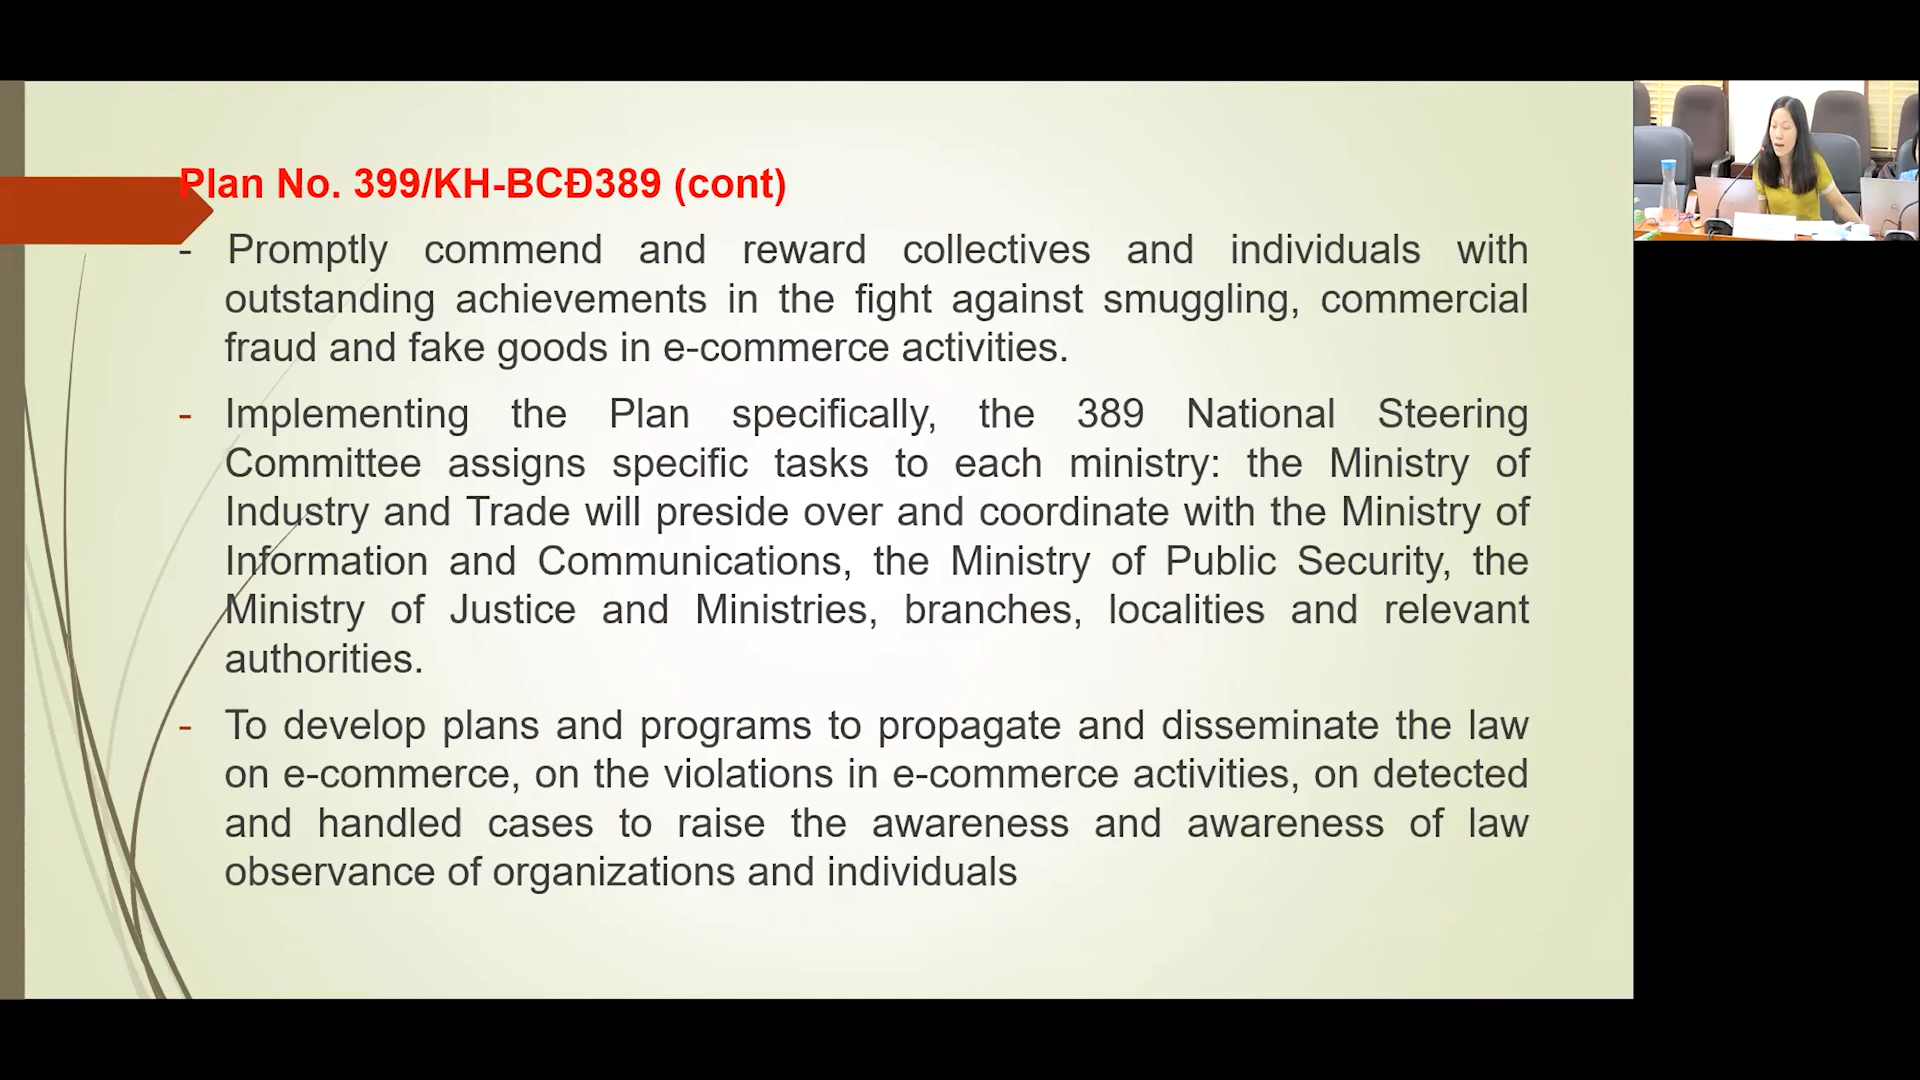 Plan No. 399/KH-BCĐ389 (cont)
- Promptly commend and reward collectives and individuals with
outstanding achievements in the fight against smuggling, commercial
fraud and fake goods in e-commerce activities.
- Implementing the Plan specifically, the 389 National Steering
Committee assigns specific tasks to each ministry: the Ministry of
Industry and Trade will preside over and coordinate with the Ministry of
Information and Communications, the Ministry of Public Security, the
Ministry of Justice and Ministries, branches, localities and relevant
authorities.
- To develop plans and programs to propagate and disseminate the law
on e-commerce, on the violations in e-commerce activities, on detected
and handled cases to raise the awareness and awareness of law
observance of organizations and individuals